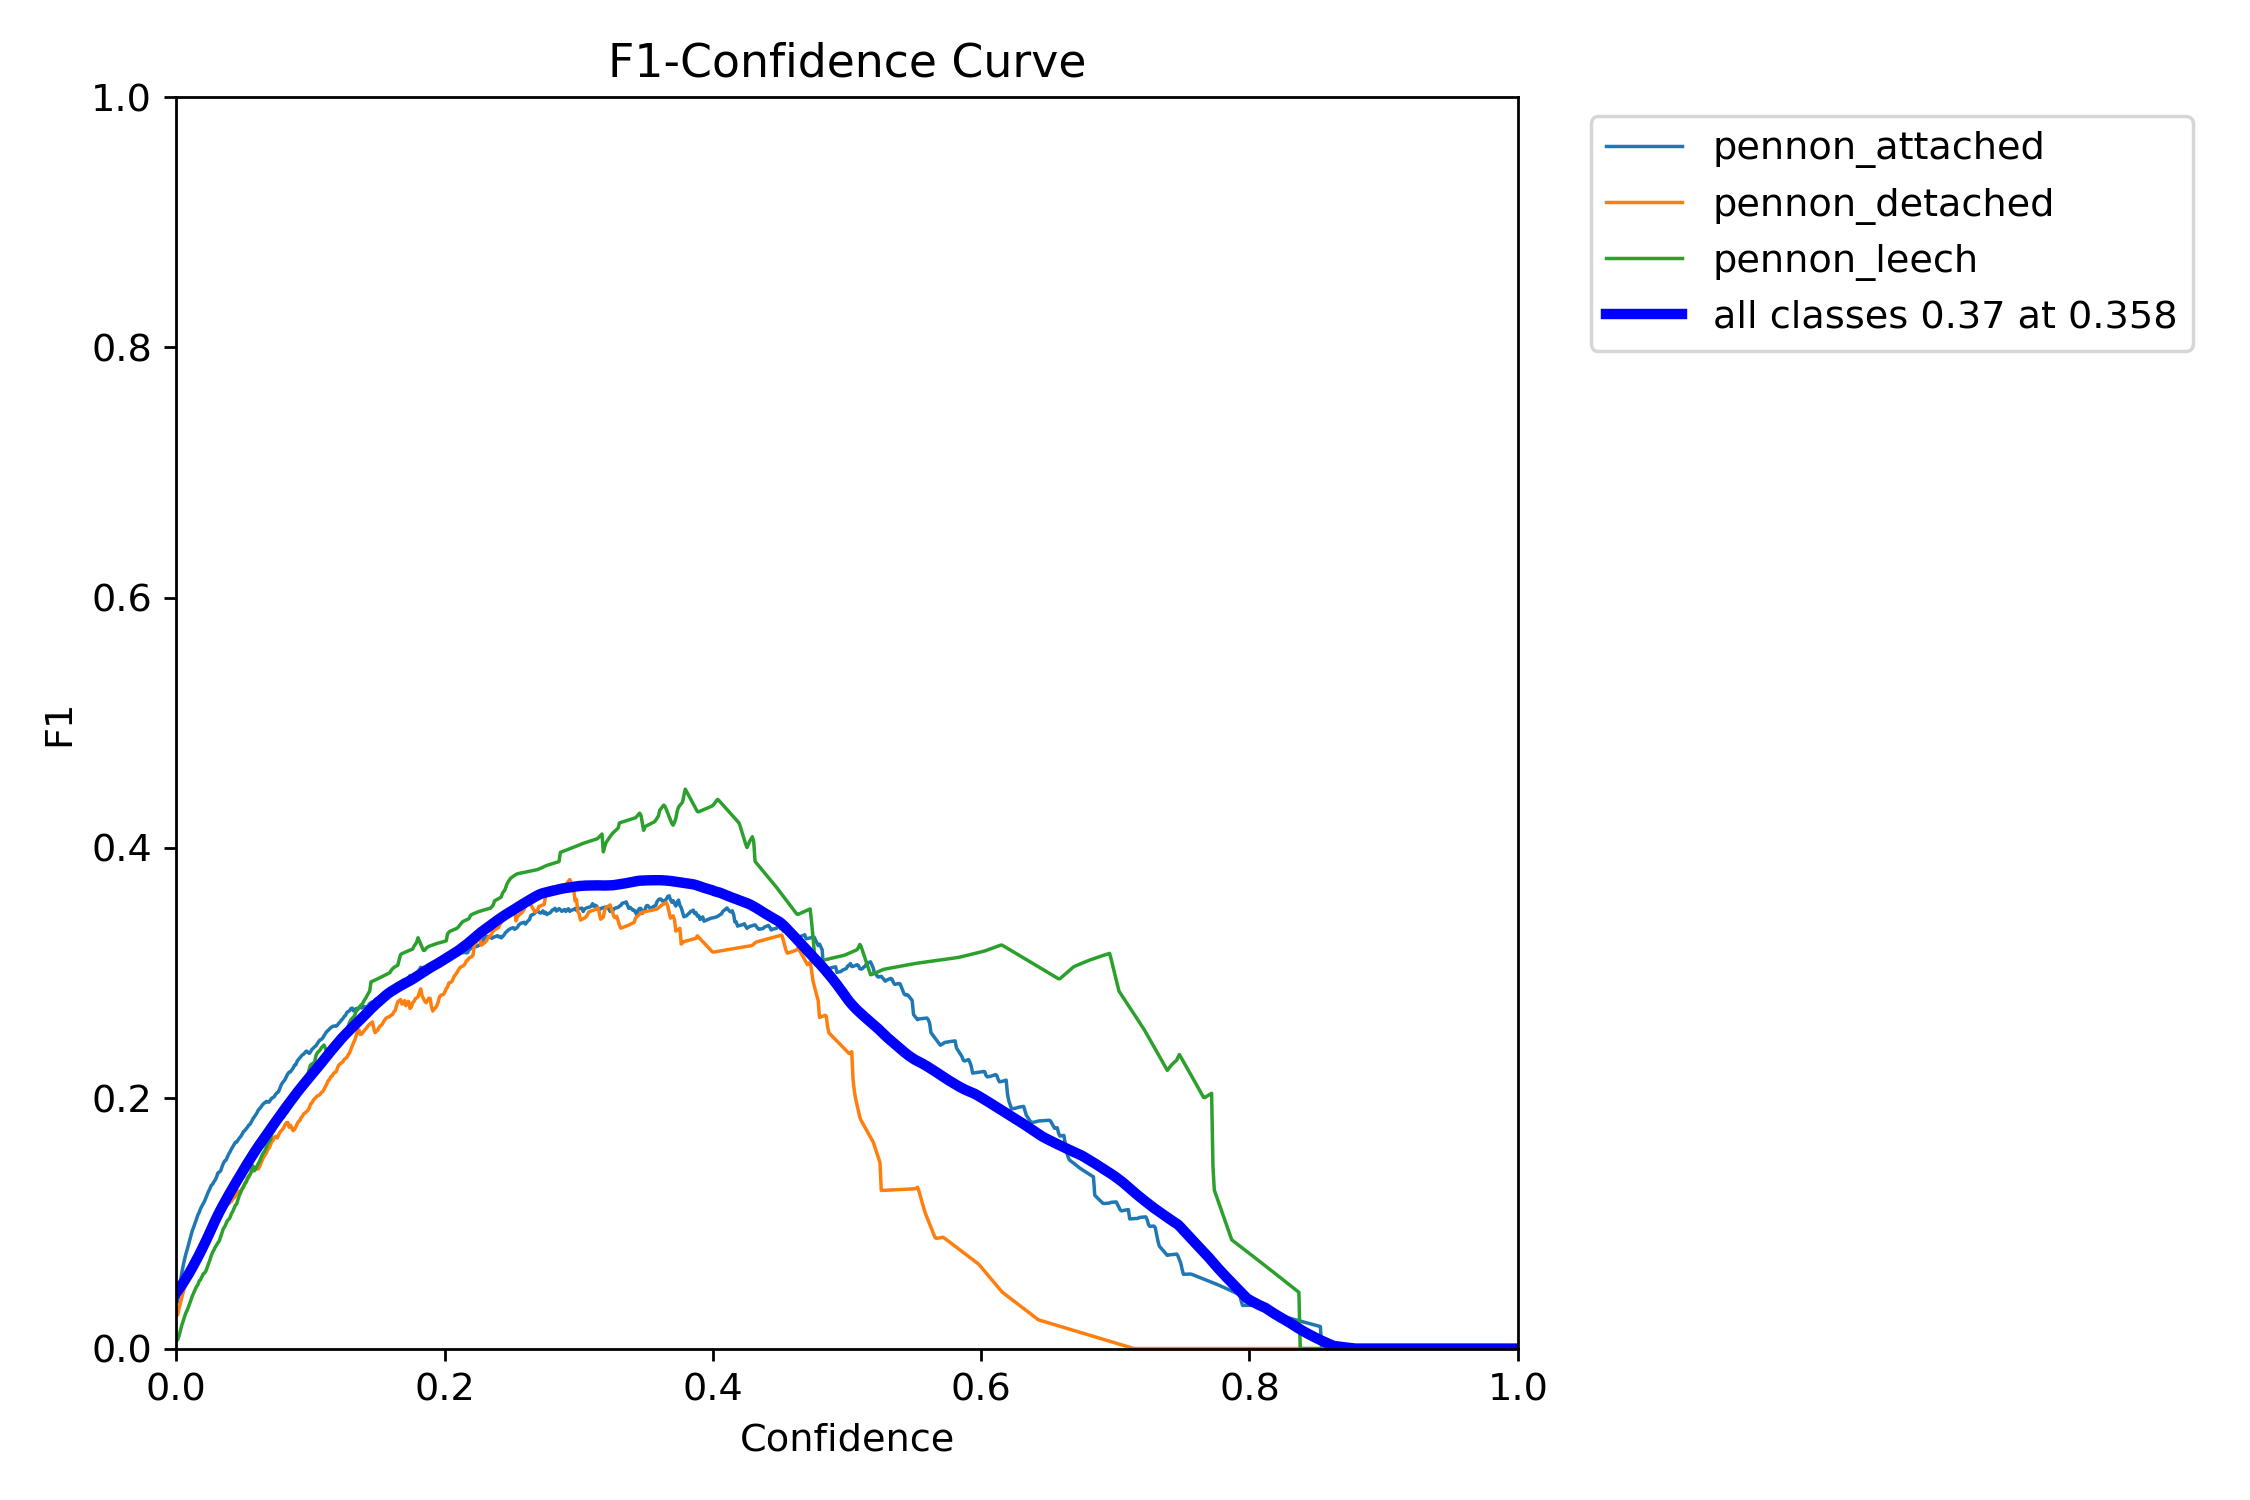 F1-Confidence Curve
1.0
0.8
0.6
0.4
0.2
0.0
F1
0.0 0.2 0.4 0.6 0.8 1.0
Confidence
pennon_attached
pennon_detached
pennon_leech
all classes 0.37 at 0.358